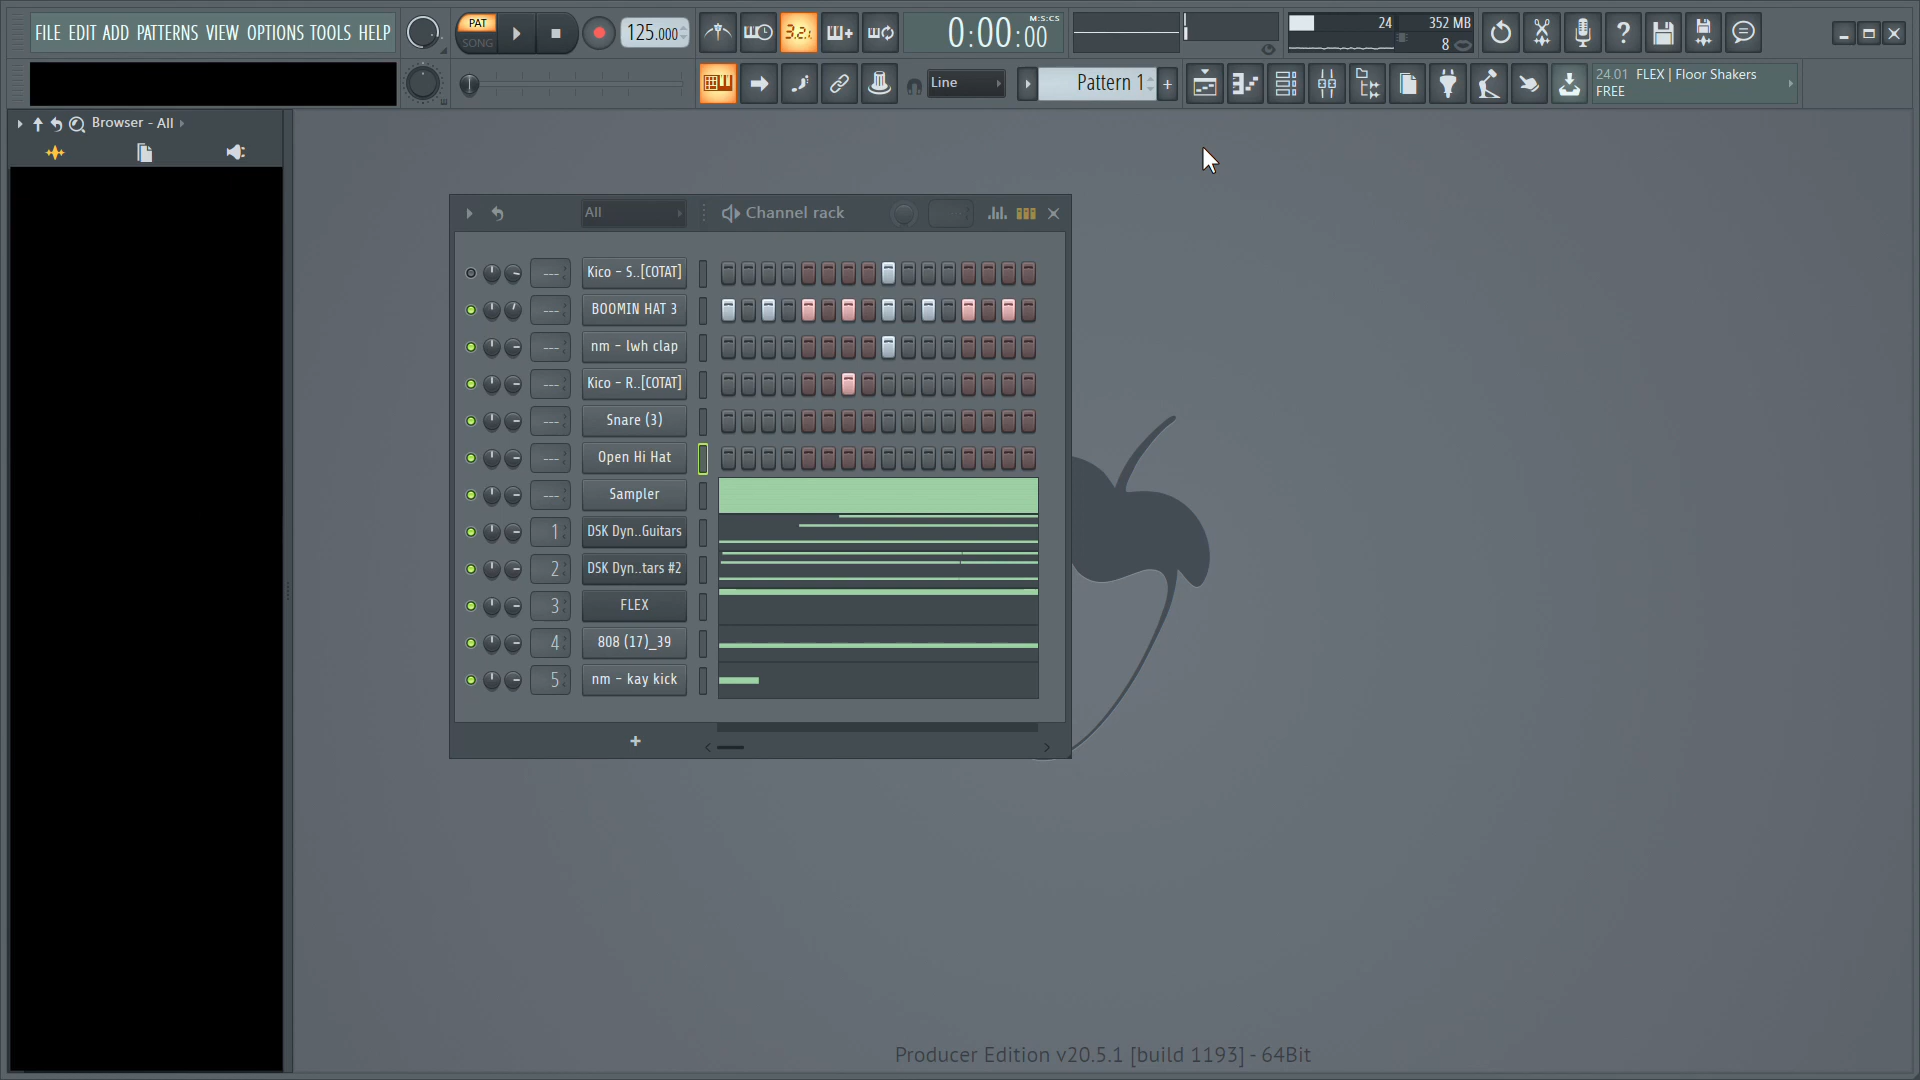 FILE EDIT ADD PATTERNS VIEW OPTIONS TOOLS HELP
PAT
SONG
125.000
3.2.1
0:00:00
M:S:CS
24
352 MB
8
Line
Pattern 1
+
24.01 FLEX | Floor Shakers
FREE
Browser - All
All
Channel rack
--- Kico - S..[COTAT]
--- BOOMIN HAT 3
--- nm - lwh clap
--- Kico - R..[COTAT]
--- Snare (3)
--- Open Hi Hat
--- Sampler
1 DSK Dyn..Guitars
2 DSK Dyn..tars #2
3 FLEX
4 808 (17)_39
5 nm - kay kick
+
Producer Edition v20.5.1 [build 1193] - 64Bit